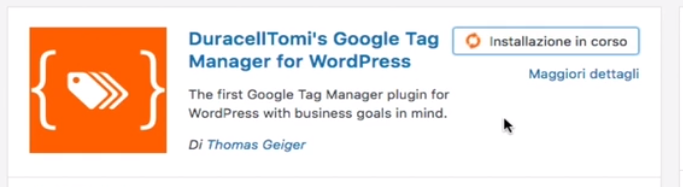 DuracellTomi's Google Tag
Manager for WordPress
Installazione in corso
Maggiori dettagli
The first Google Tag Manager plugin for
WordPress with business goals in mind.
Di Thomas Geiger